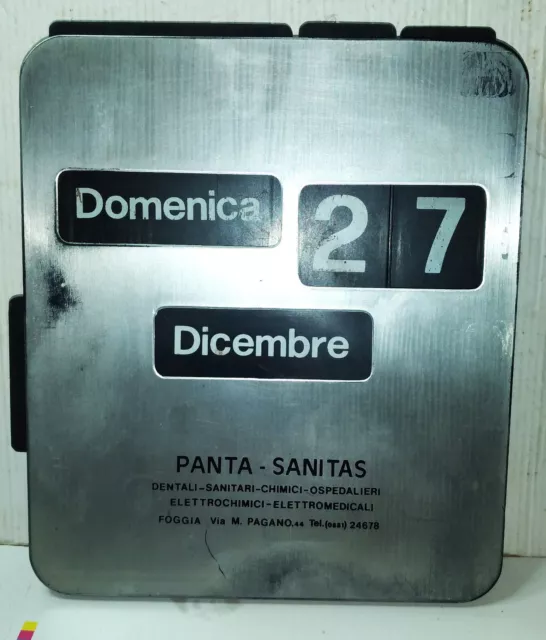 Domenica 27
Dicembre
PANTA - SANITAS
DENTALI-SANITARI-CHIMICI-OSPEDALIERI
ELETTROCHIMICI-ELETTROMEDICALI
FOGGIA Via M. PAGANO.44 Tel.(0881) 24678